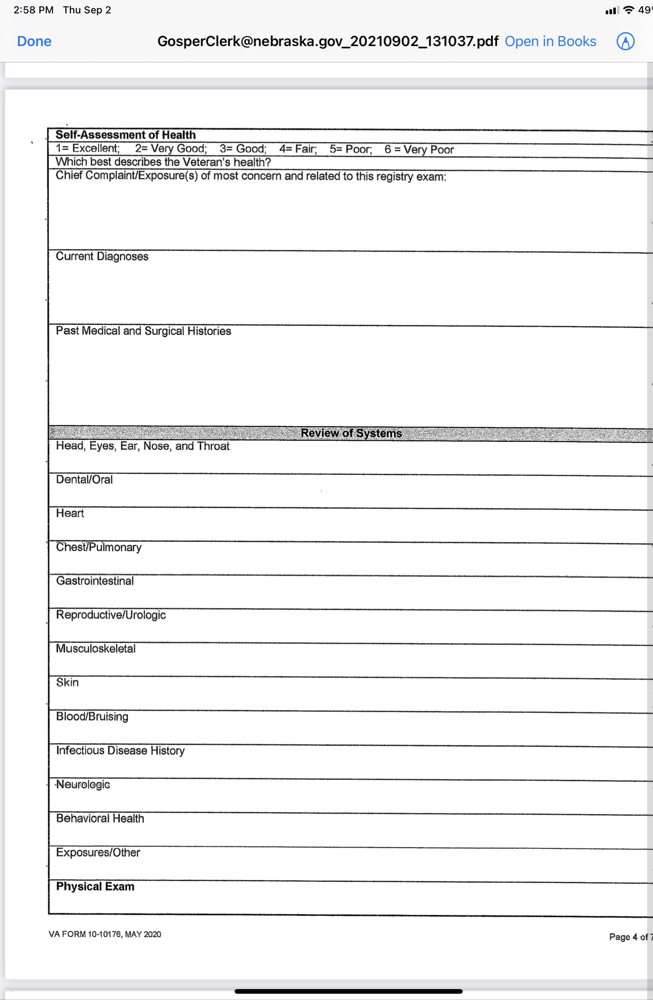 2:58 PM Thu Sep 2
49
Done GosperClerk@nebraska.gov_20210902_131037.pdf Open in Books
Self-Assessment of Health
1= Excellent; 2= Very Good; 3= Good; 4= Fair; 5= Poor; 6 = Very Poor
Which best describes the Veteran's health?
Chief Complaint/Exposure(s) of most concern and related to this registry exam:
Current Diagnoses
Past Medical and Surgical Histories
Review of Systems
Head, Eyes, Ear, Nose, and Throat
Dental/Oral
Heart
Chest/Pulmonary
Gastrointestinal
Reproductive/Urologic
Musculoskeletal
Skin
Blood/Bruising
Infectious Disease History
Neurologic
Behavioral Health
Exposures/Other
Physical Exam
VA FORM 10-10176, MAY 2020
Page 4 of 7